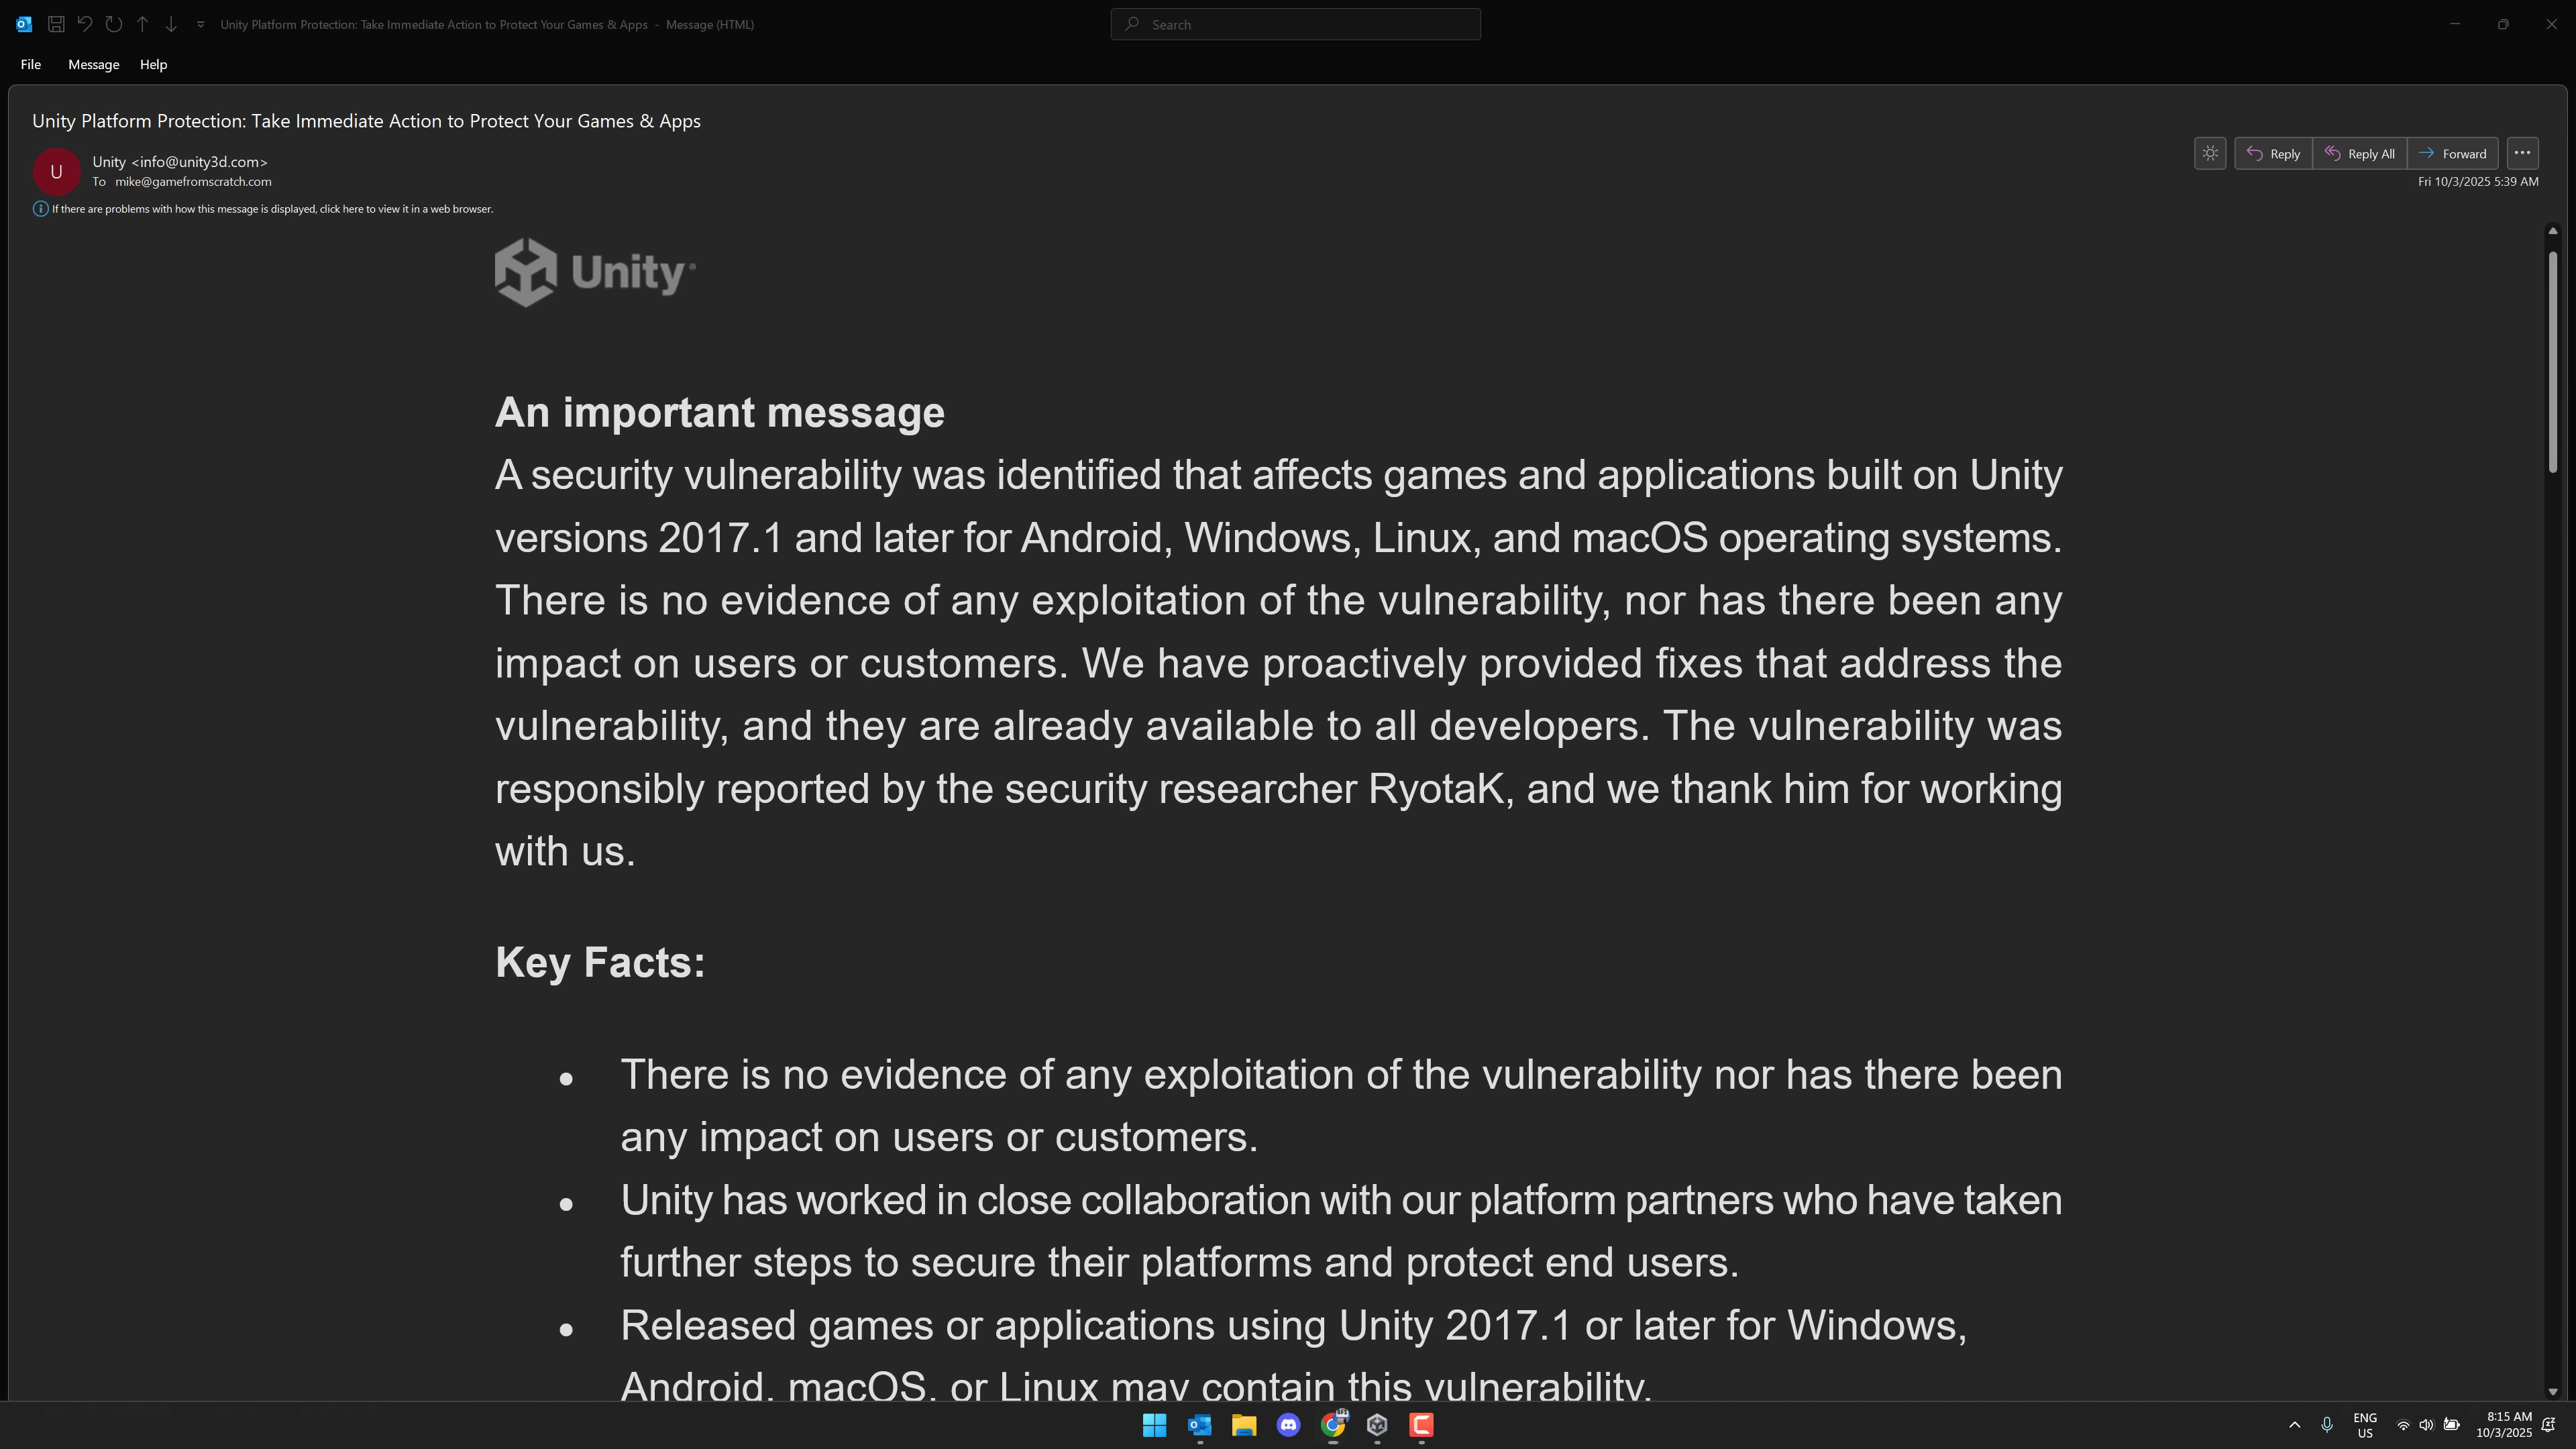 Unity Platform Protection: Take Immediate Action to Protect Your Games & Apps - Message (HTML)
Search
File Message Help
Unity Platform Protection: Take Immediate Action to Protect Your Games & Apps
U
Unity <info@unity3d.com>
To mike@gamefromscratch.com
Reply Reply All Forward
Fri 10/3/2025 5:39 AM
If there are problems with how this message is displayed, click here to view it in a web browser.
Unity
An important message
A security vulnerability was identified that affects games and applications built on Unity
versions 2017.1 and later for Android, Windows, Linux, and macOS operating systems.
There is no evidence of any exploitation of the vulnerability, nor has there been any
impact on users or customers. We have proactively provided fixes that address the
vulnerability, and they are already available to all developers. The vulnerability was
responsibly reported by the security researcher RyotaK, and we thank him for working
with us.
Key Facts:
• There is no evidence of any exploitation of the vulnerability nor has there been
any impact on users or customers.
• Unity has worked in close collaboration with our platform partners who have taken
further steps to secure their platforms and protect end users.
• Released games or applications using Unity 2017.1 or later for Windows,
Android, macOS, or Linux may contain this vulnerability.
ENG
US
8:15 AM
10/3/2025